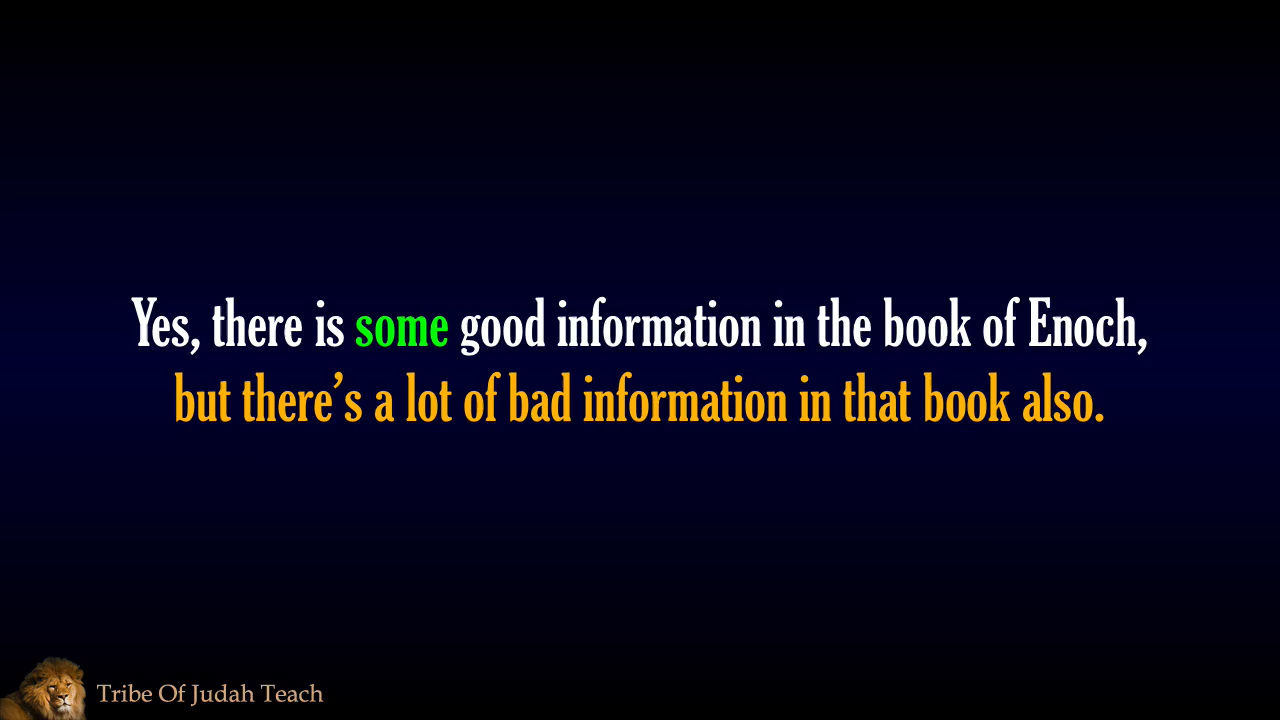 Yes, there is some good information in the book of Enoch,
but there’s a lot of bad information in that book also.
Tribe Of Judah Teach